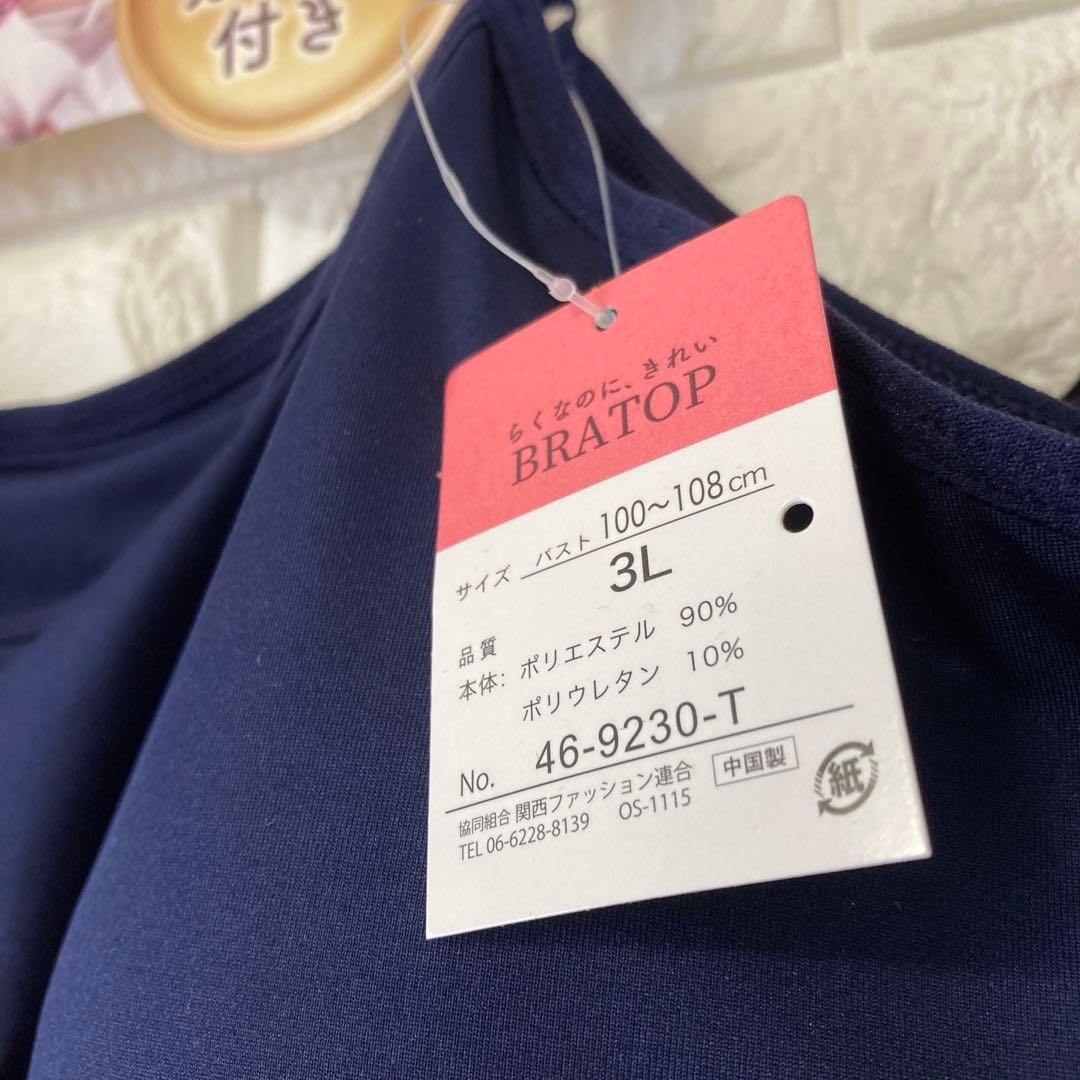 付き
らくなのに、きれい
BRATOP
サイズ バスト 100～108cm
3L
品質
本体: ポリエステル 90%
ポリウレタン 10%
No. 46-9230-T
協同組合 関西ファッション連合 中国製
TEL 06-6228-8139 OS-1115
紙